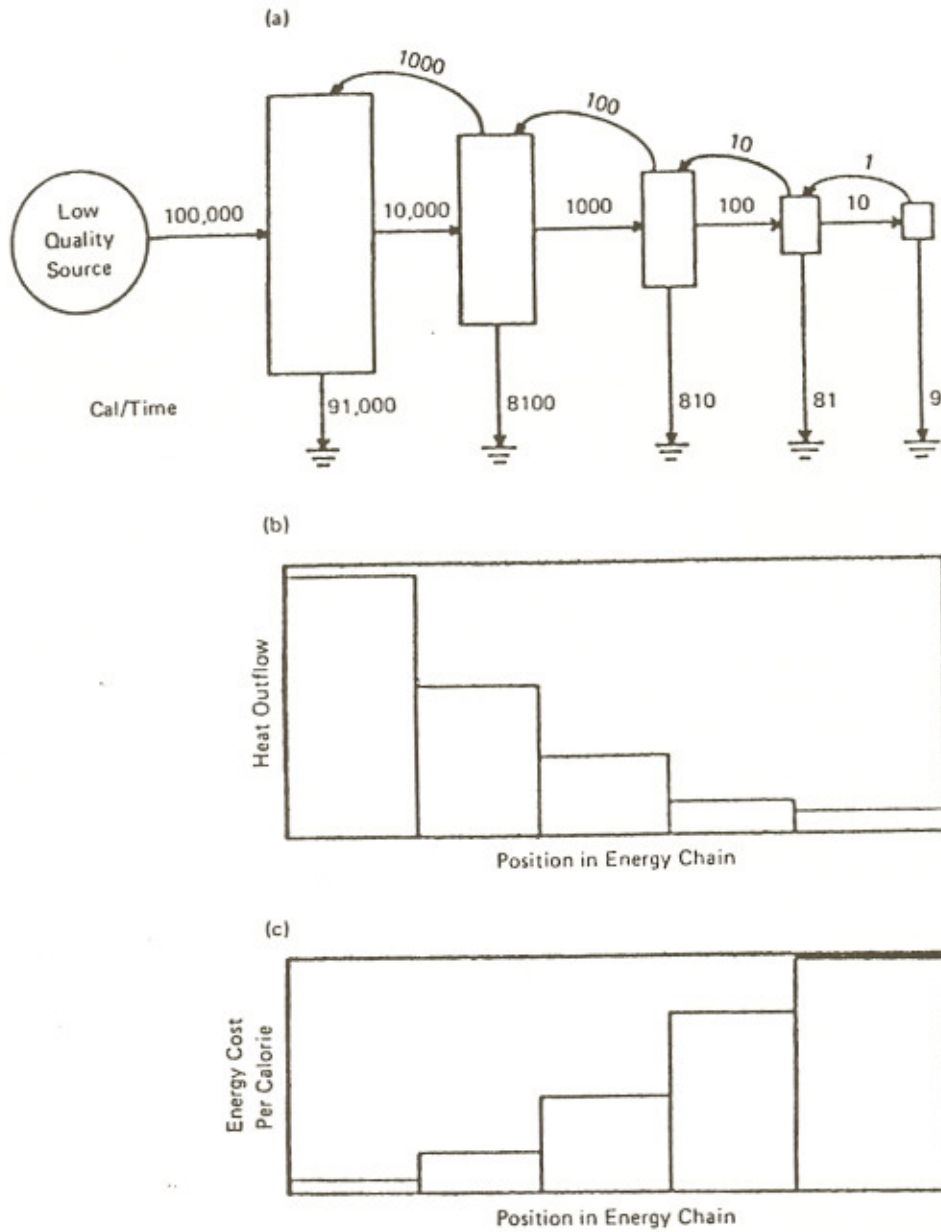 (a)
1000
100
10
1
Low
Quality
Source
100,000
10,000
1000
100
10
Cal/Time
91,000
8100
810
81
9
(b)
Heat Outflow
Position in Energy Chain
(c)
Energy Cost
Per Calorie
Position in Energy Chain